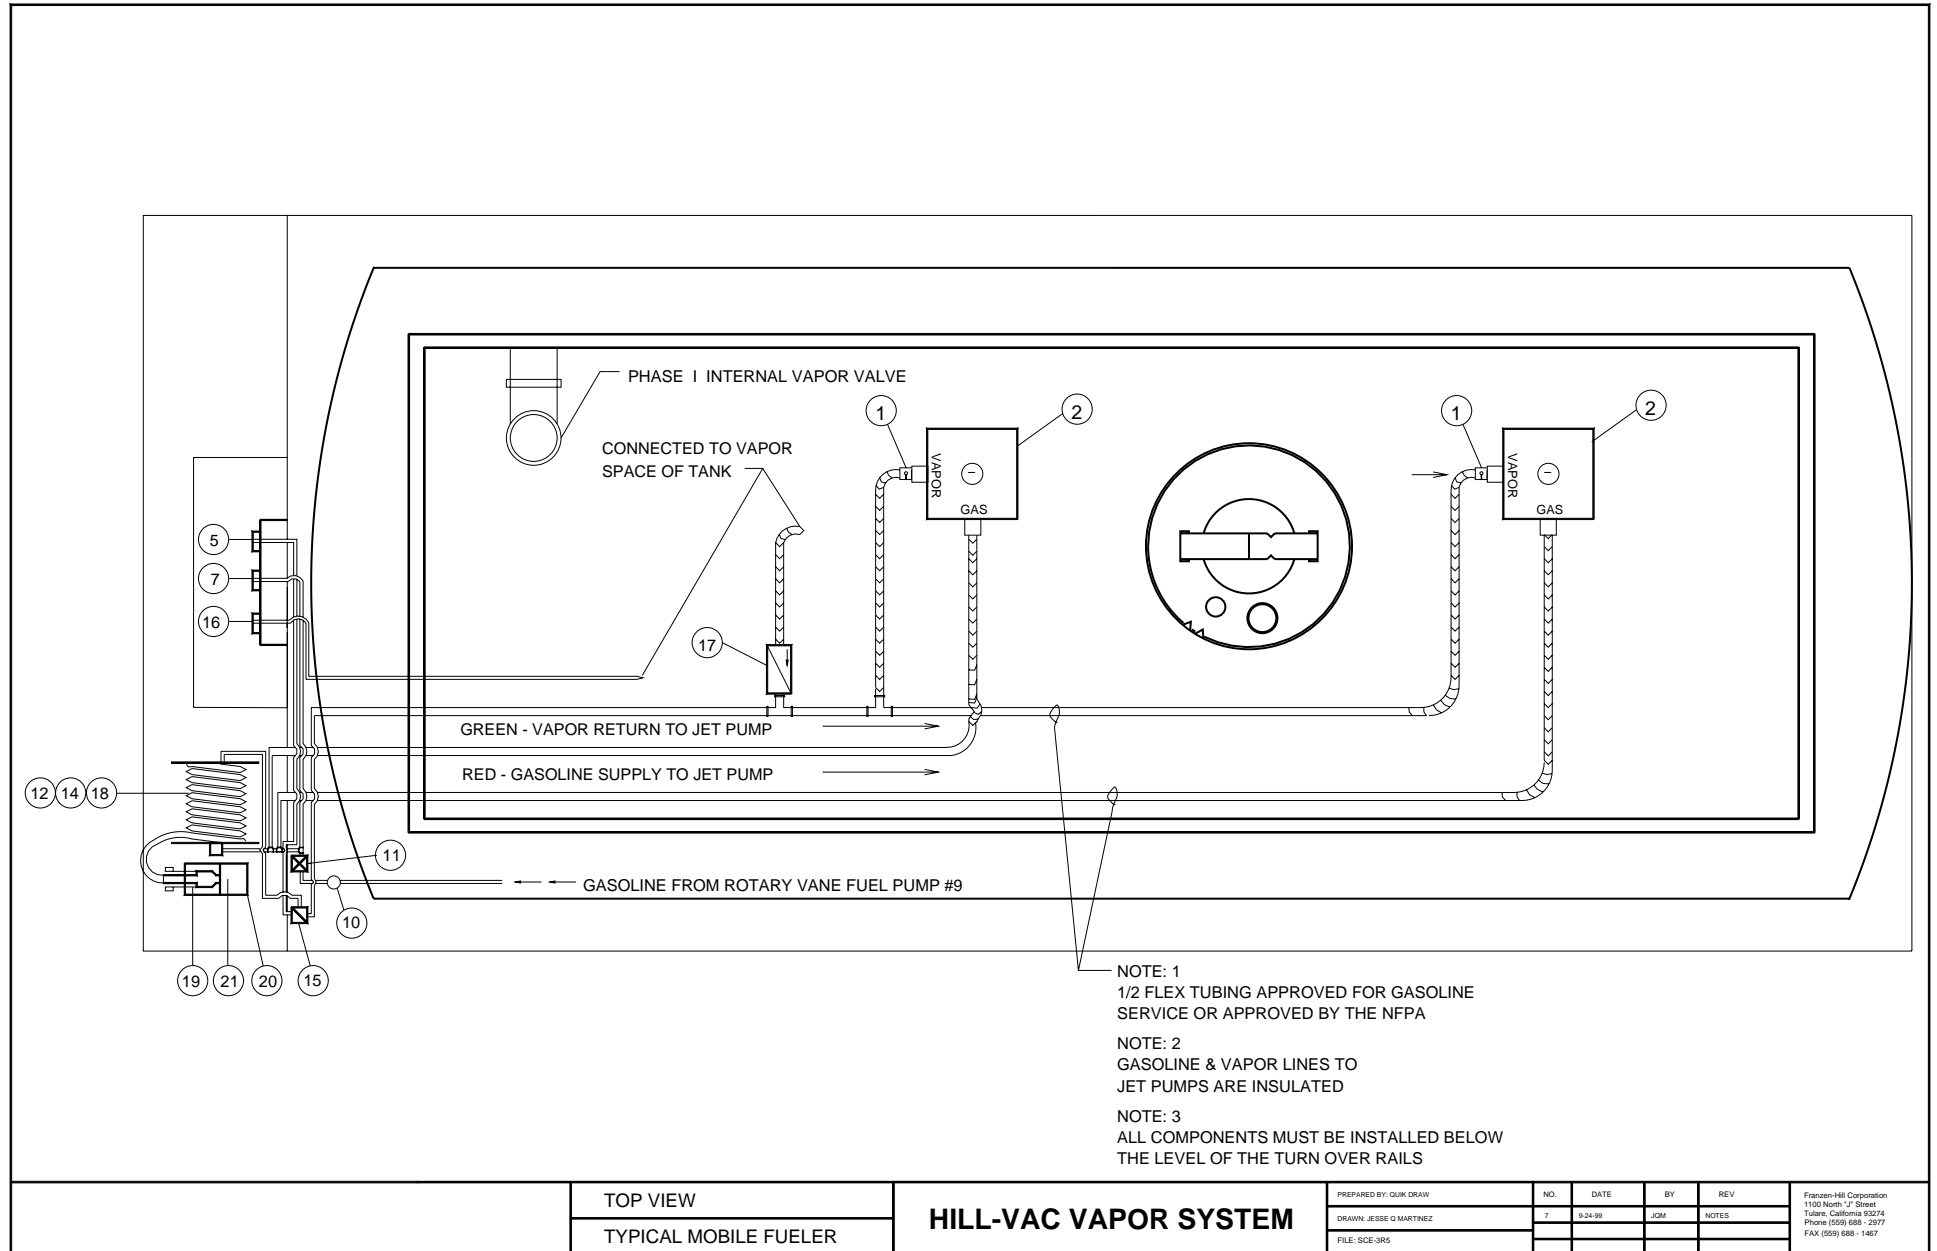 PHASE I INTERNAL VAPOR VALVE
1
2
1
2
CONNECTED TO VAPOR
SPACE OF TANK
VAPOR
GAS
VAPOR
GAS
5
7
16
17
GREEN - VAPOR RETURN TO JET PUMP
RED - GASOLINE SUPPLY TO JET PUMP
12 14 18
11
GASOLINE FROM ROTARY VANE FUEL PUMP #9
10
19 21 20 15
NOTE: 1
1/2 FLEX TUBING APPROVED FOR GASOLINE
SERVICE OR APPROVED BY THE NFPA
NOTE: 2
GASOLINE & VAPOR LINES TO
JET PUMPS ARE INSULATED
NOTE: 3
ALL COMPONENTS MUST BE INSTALLED BELOW
THE LEVEL OF THE TURN OVER RAILS
TOP VIEW
TYPICAL MOBILE FUELER
HILL-VAC VAPOR SYSTEM
PREPARED BY: QUIK DRAW
DRAWN: JESSE Q MARTINEZ
FILE: SCE-3R5
NO. DATE BY REV
7 9-24-99 JQM NOTES
Franzen-Hill Corporation
1100 North "J" Street
Tulare, California 93274
Phone (559) 688 - 2977
FAX (559) 688 - 1467